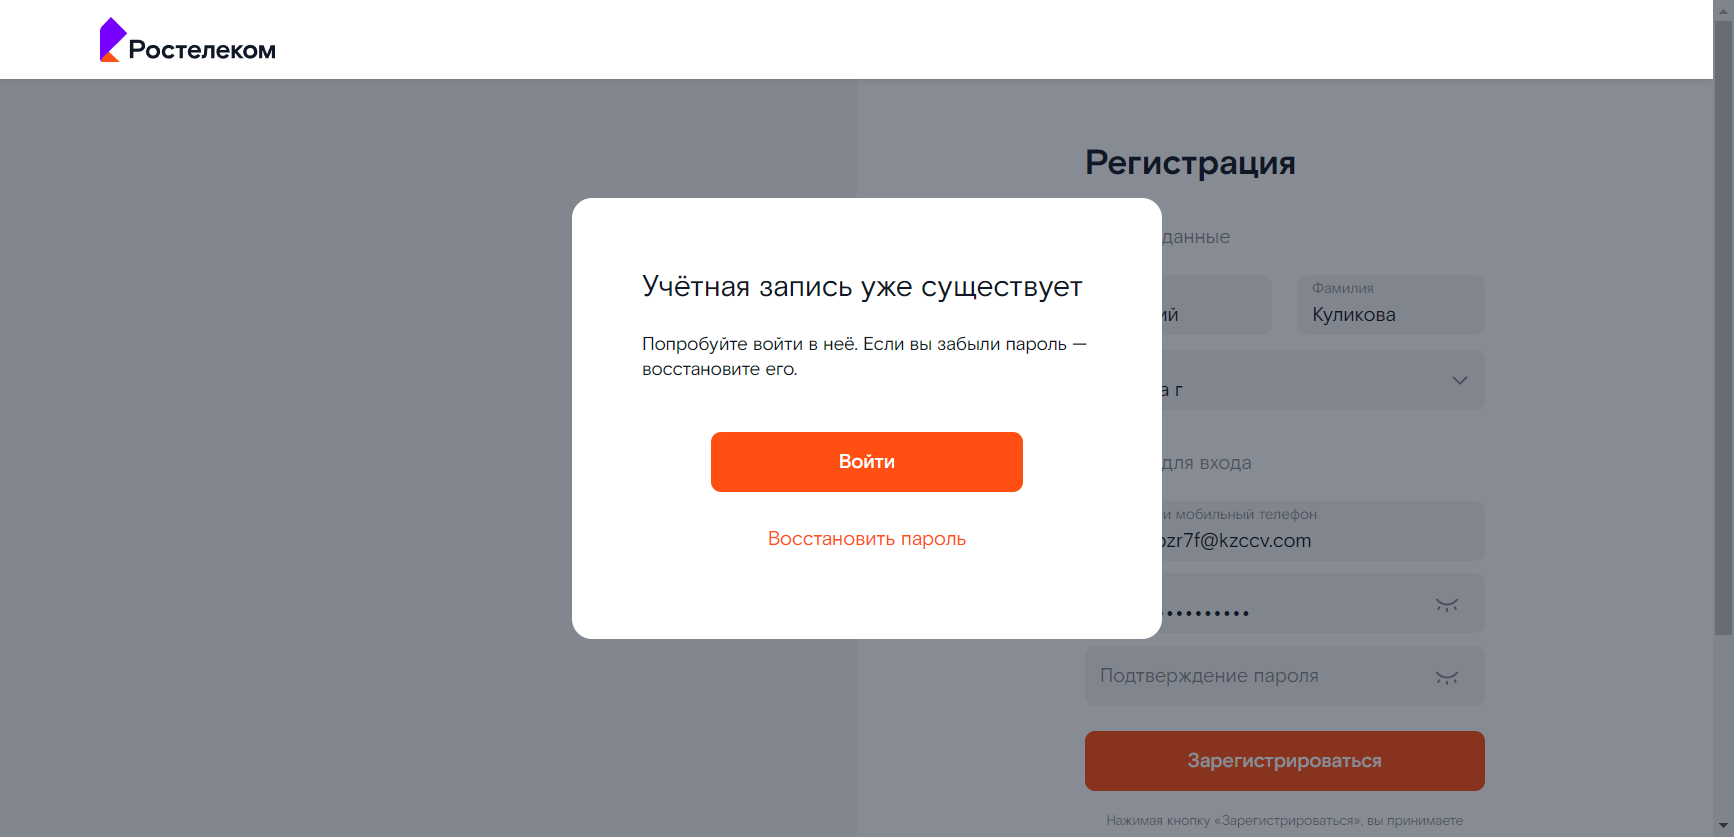 Ростелеком
Регистрация
данные
Учётная запись уже существует
Попробуйте войти в неё. Если вы забыли пароль —
восстановите его.
Войти
Восстановить пароль
ий
Фамилия
Куликова
а г
для входа
и мобильный телефон
zr7f@kzccv.com
Подтверждение пароля
Зарегистрироваться
Нажимая кнопку «Зарегистрироваться», вы принимаете